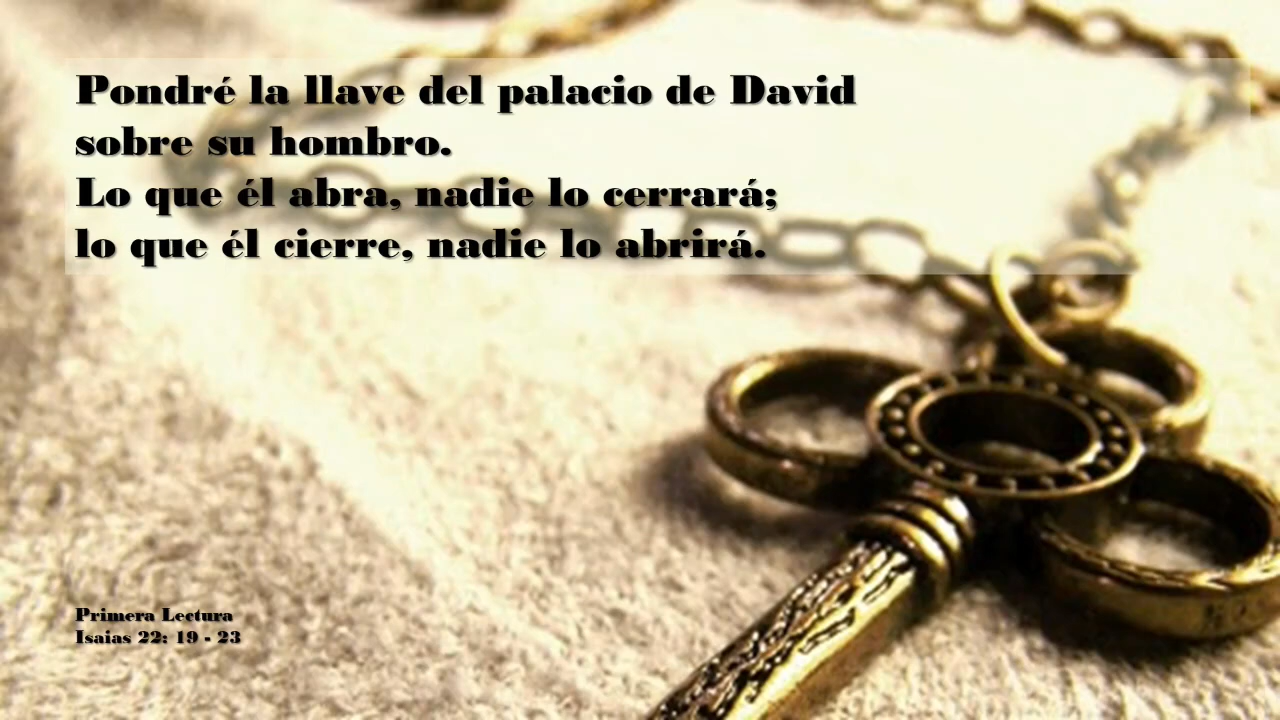 Pondré la llave del palacio de David
sobre su hombro.
Lo que él abra, nadie lo cerrará;
lo que él cierre, nadie lo abrirá.
Primera Lectura
Isaias 22: 19 - 23